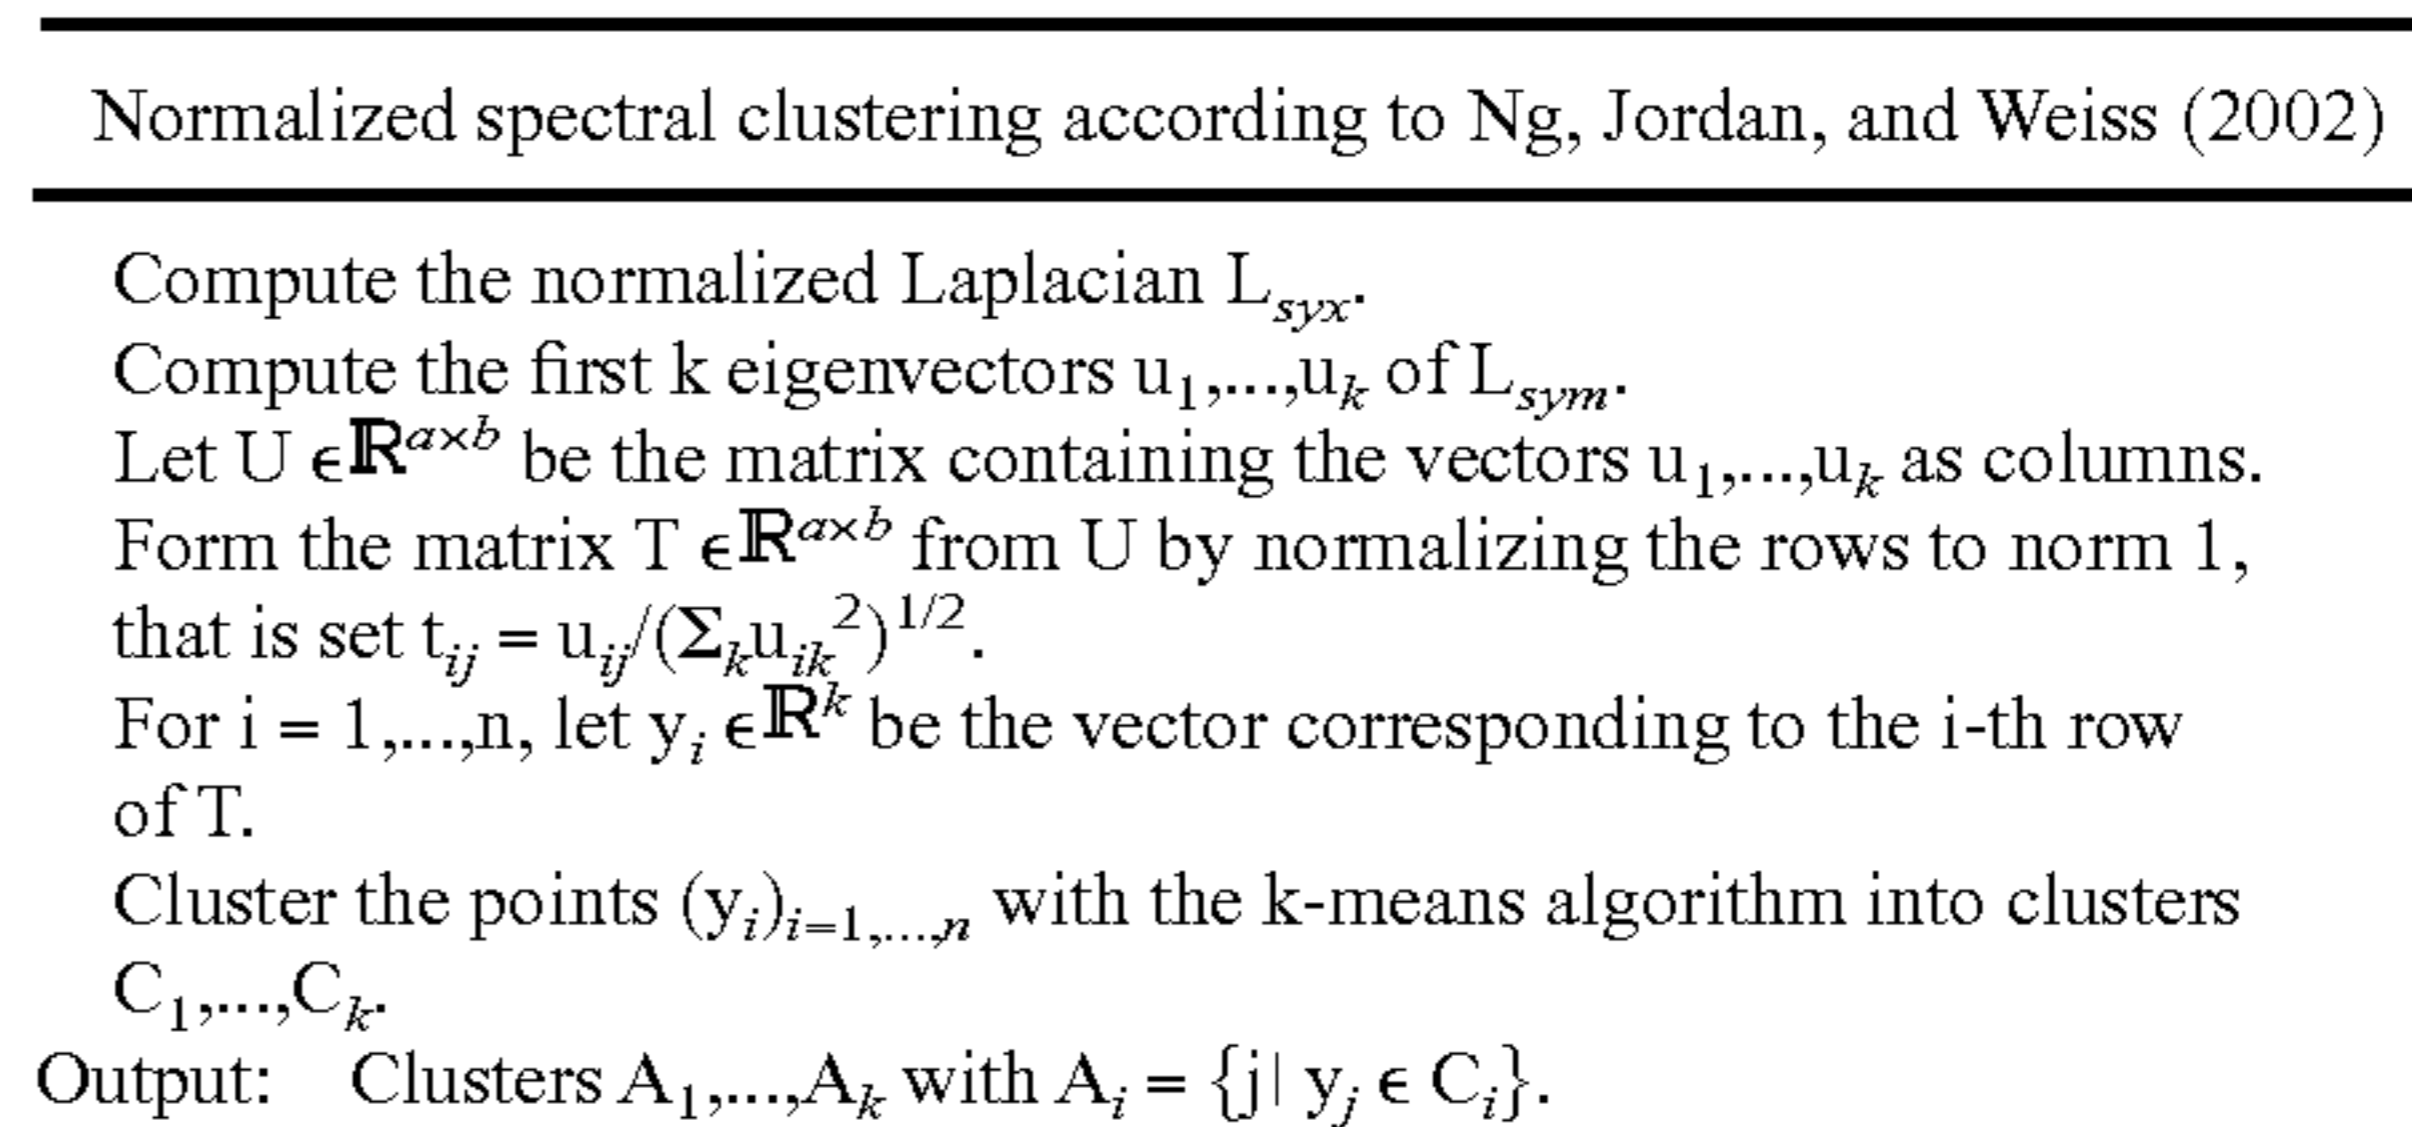 Normalized spectral clustering according to Ng, Jordan, and Weiss (2002)
Compute the normalized Laplacian L_syx.
Compute the first k eigenvectors u_1,...,u_k of L_sym.
Let U ϵ ℝ^{a×b} be the matrix containing the vectors u_1,...,u_k as columns.
Form the matrix T ϵ ℝ^{a×b} from U by normalizing the rows to norm 1,
that is set t_ij = u_ij/(Σ_k u_ik^2)^{1/2}.
For i = 1,...,n, let y_i ϵ ℝ^k be the vector corresponding to the i-th row
of T.
Cluster the points (y_i)_{i=1,...,n} with the k-means algorithm into clusters
C_1,...,C_k.
Output: Clusters A_1,...,A_k with A_i = {j| y_j ϵ C_i}.